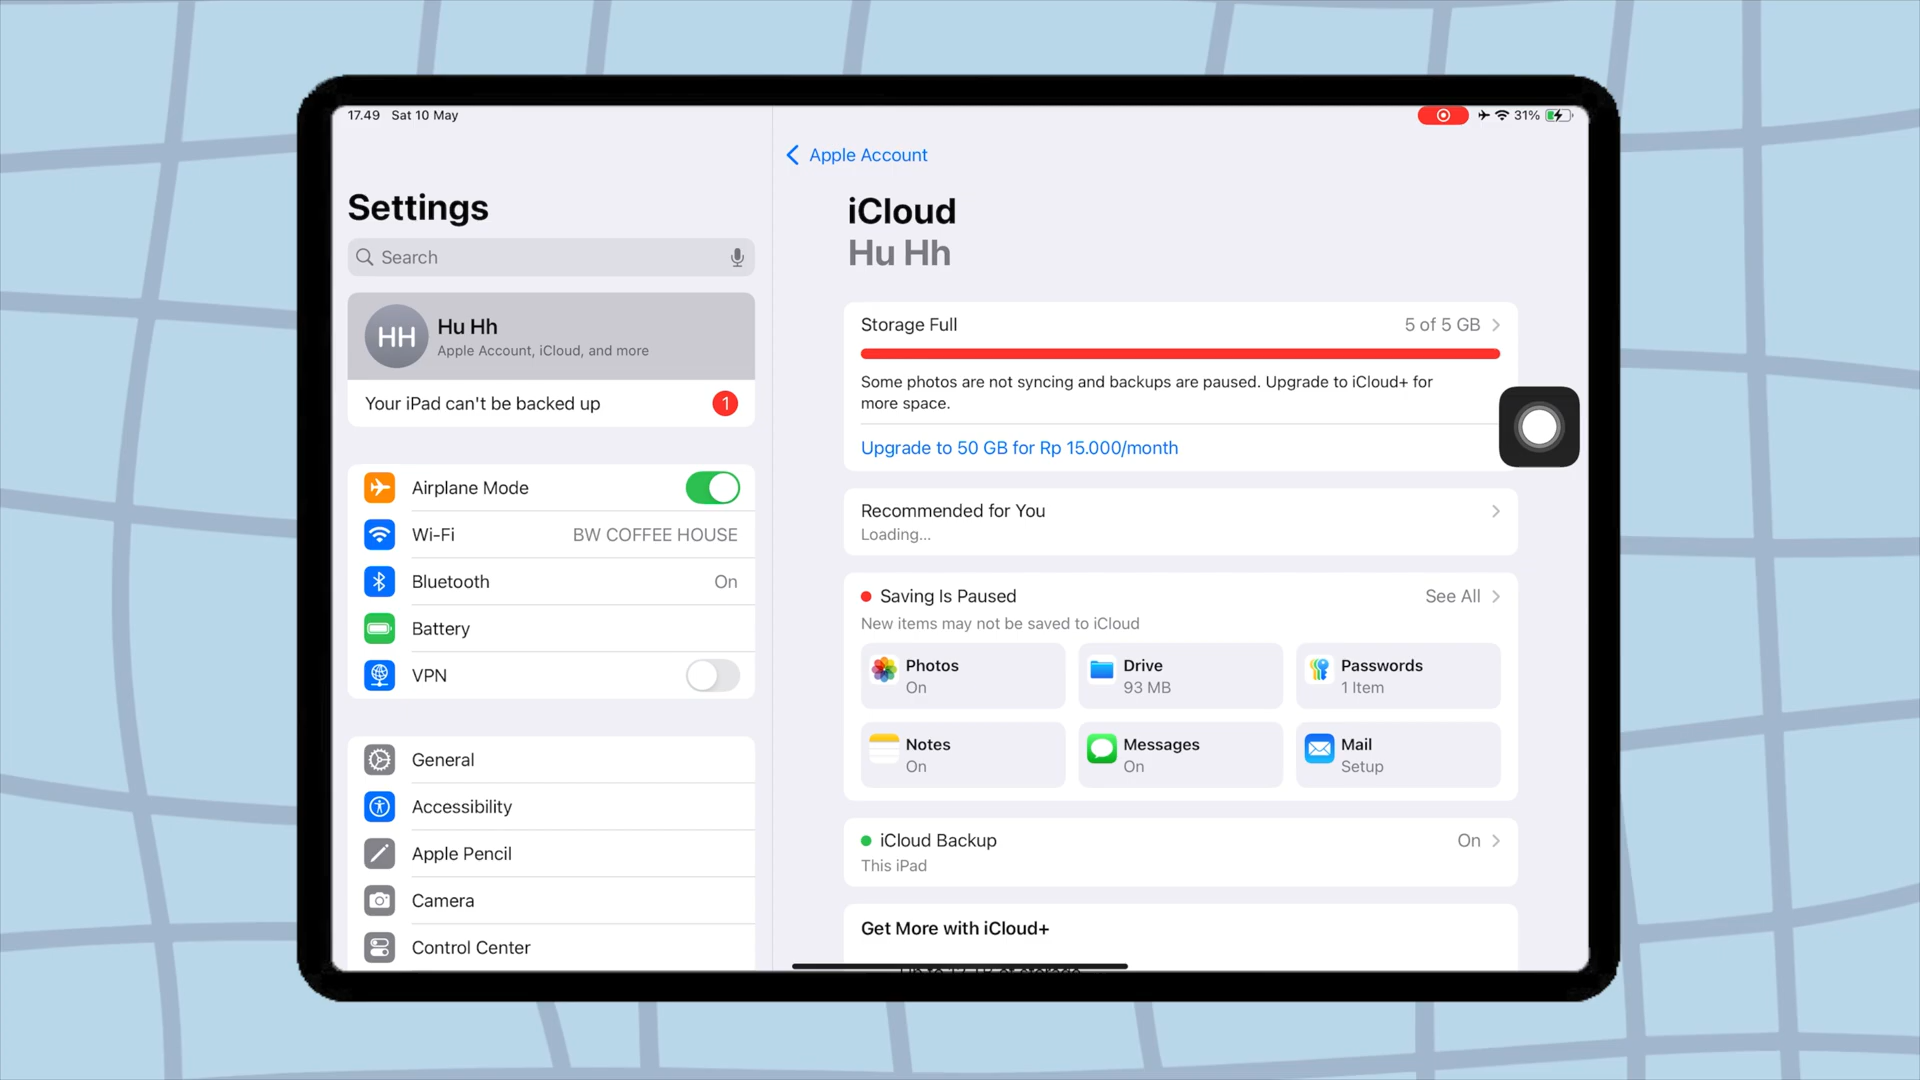 17.49 Sat 10 May
31%
Settings
Search
HH
Hu Hh
Apple Account, iCloud, and more
Your iPad can't be backed up
1
Airplane Mode
Wi-Fi BW COFFEE HOUSE
Bluetooth On
Battery
VPN
General
Accessibility
Apple Pencil
Camera
Control Center
Apple Account
iCloud
Hu Hh
Storage Full 5 of 5 GB
Some photos are not syncing and backups are paused. Upgrade to iCloud+ for
more space.
Upgrade to 50 GB for Rp 15.000/month
Recommended for You
Loading...
Saving Is Paused See All
New items may not be saved to iCloud
Photos
On
Drive
93 MB
Passwords
1 Item
Notes
On
Messages
On
Mail
Setup
iCloud Backup On
This iPad
Get More with iCloud+